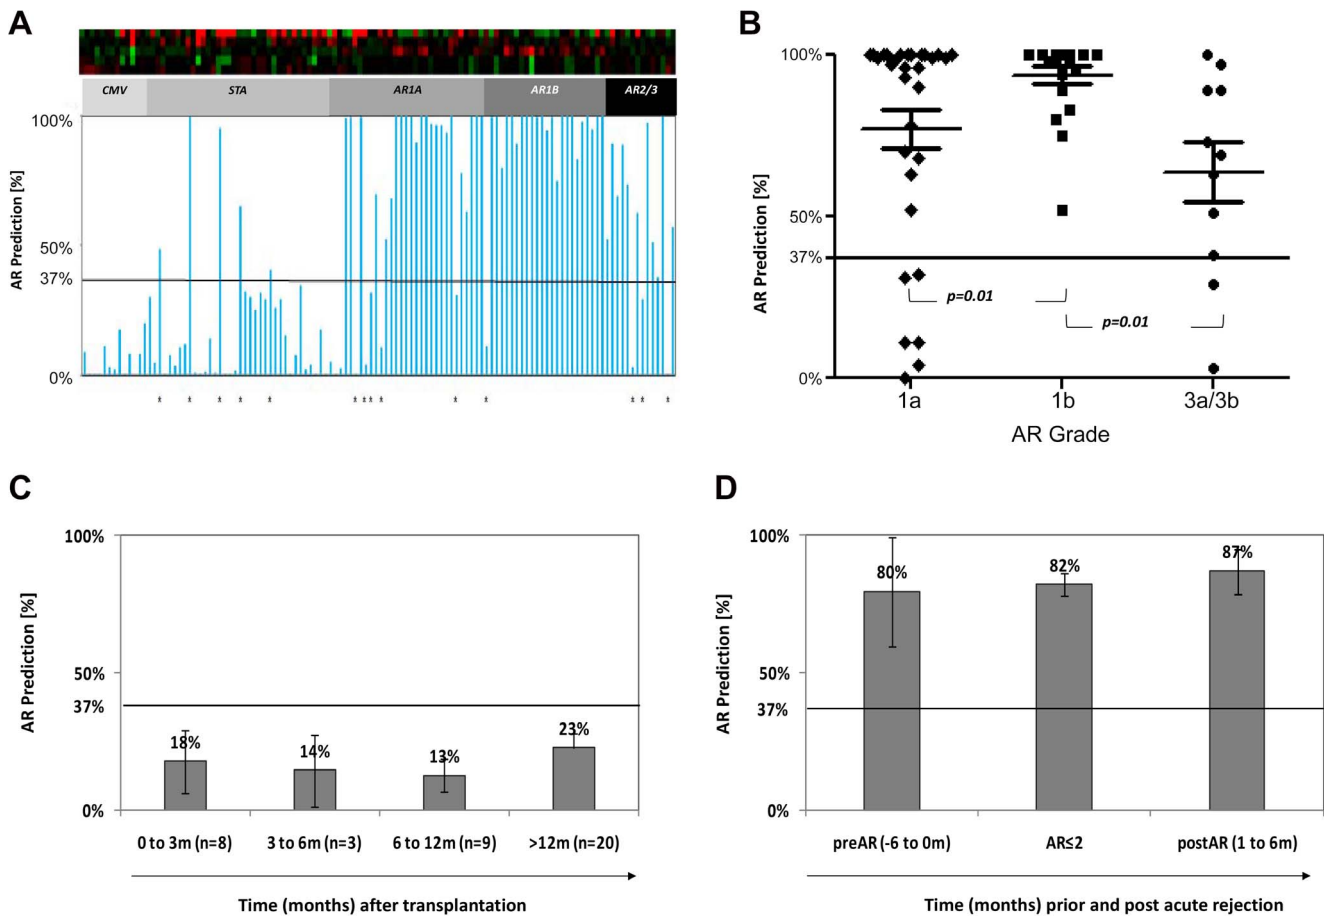 A
CMV STA AR1A AR1B AR2/3
100%
50%
37%
0%
AR Prediction [%]
* * * * * * * * * * * * * * *
B
100%
50%
37%
0%
AR Prediction [%]
p=0.01
p=0.01
1a 1b 3a/3b
AR Grade
C
100%
50%
37%
0%
AR Prediction [%]
18% 14% 13% 23%
0 to 3m (n=8) 3 to 6m (n=3) 6 to 12m (n=9) >12m (n=20)
Time (months) after transplantation
D
100%
50%
37%
0%
AR Prediction [%]
80% 82% 87%
preAR (-6 to 0m) AR≤2 postAR (1 to 6m)
Time (months) prior and post acute rejection